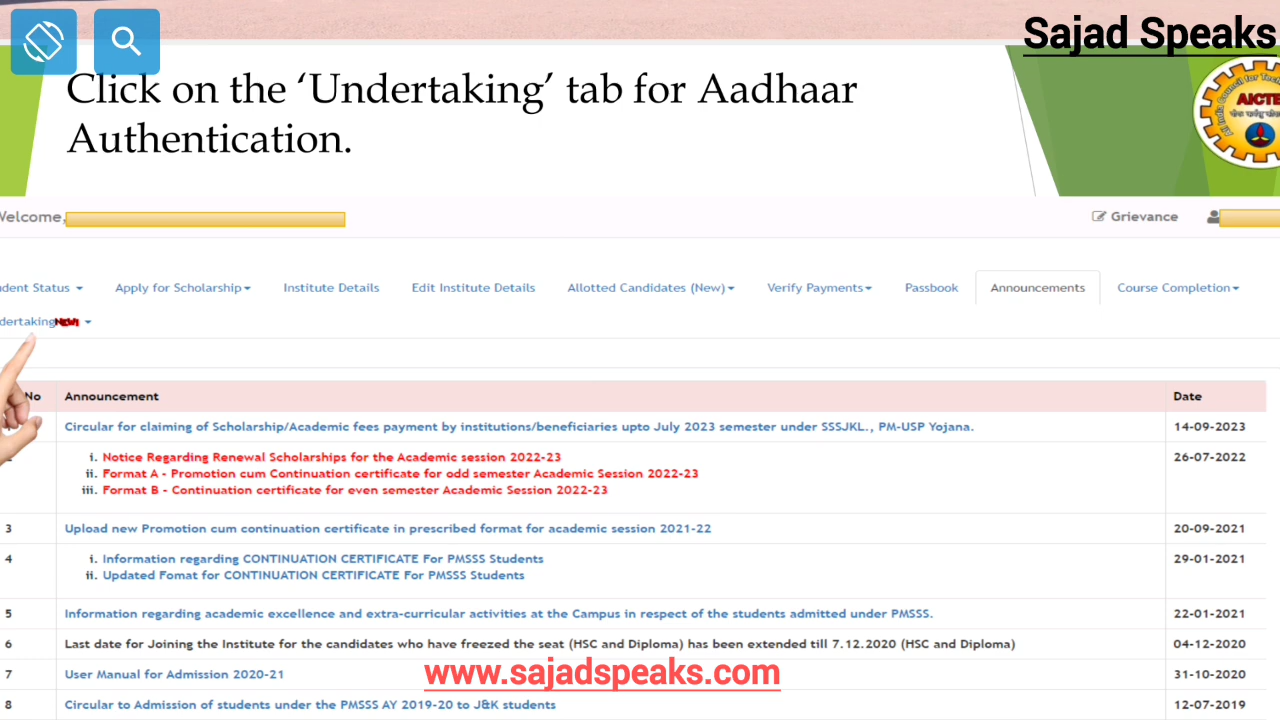 Sajad Speaks
Click on the ‘Undertaking’ tab for Aadhaar
Authentication.
AICTE
Welcome,
Grievance
dent Status
Apply for Scholarship
Institute Details
Edit Institute Details
Allotted Candidates (New)
Verify Payments
Passbook
Announcements
Course Completion
dertaking NEW!
No Announcement Date
Circular for claiming of Scholarship/Academic fees payment by institutions/beneficiaries upto July 2023 semester under SSSJKL., PM-USP Yojana. 14-09-2023
i. Notice Regarding Renewal Scholarships for the Academic session 2022-23 26-07-2022
ii. Format A - Promotion cum Continuation certificate for odd semester Academic Session 2022-23
iii. Format B - Continuation certificate for even semester Academic Session 2022-23
3 Upload new Promotion cum continuation certificate in prescribed format for academic session 2021-22 20-09-2021
4 i. Information regarding CONTINUATION CERTIFICATE For PMSSS Students 29-01-2021
ii. Updated Fomat for CONTINUATION CERTIFICATE For PMSSS Students
5 Information regarding academic excellence and extra-curricular activities at the Campus in respect of the students admitted under PMSSS. 22-01-2021
6 Last date for Joining the Institute for the candidates who have freezed the seat (HSC and Diploma) has been extended till 7.12.2020 (HSC and Diploma) 04-12-2020
7 User Manual for Admission 2020-21 31-10-2020
www.sajadspeaks.com
8 Circular to Admission of students under the PMSSS AY 2019-20 to J&K students 12-07-2019